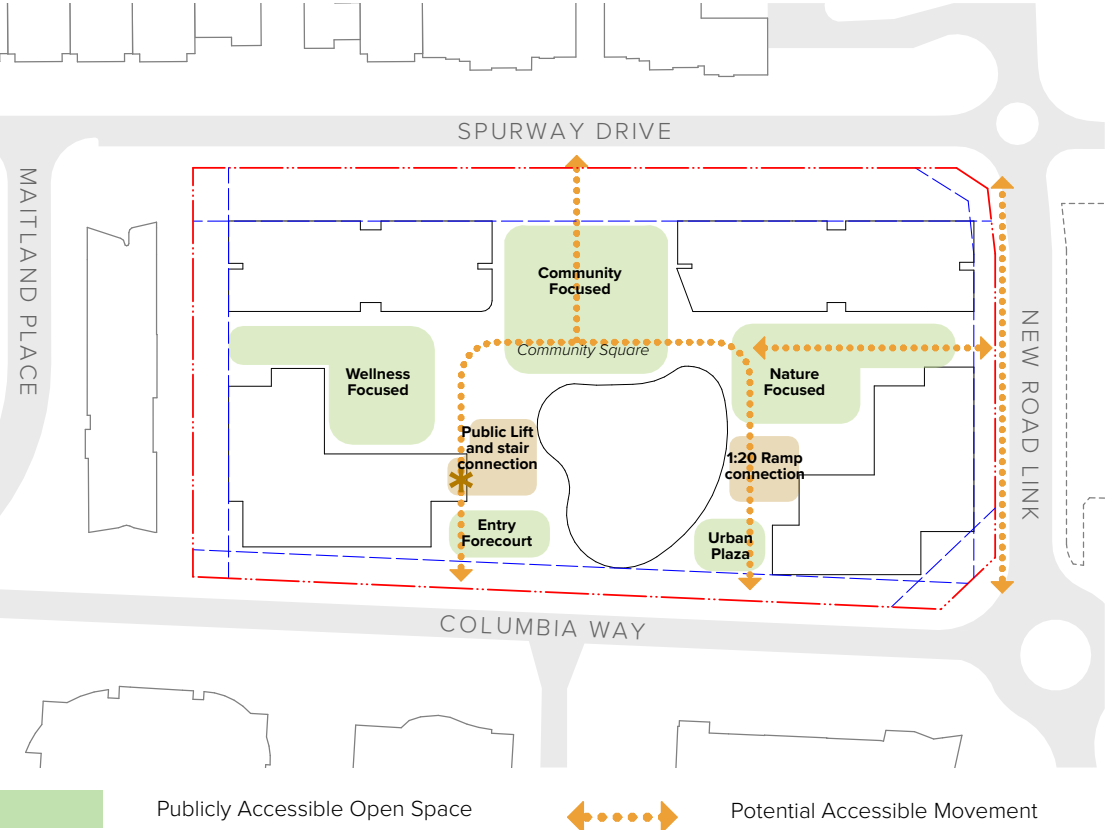 SPURWAY DRIVE
MAITLAND PLACE
Community
Focused
Community Square
Wellness
Focused
Nature
Focused
NEW ROAD LINK
Public Lift
and stair
connection
1:20 Ramp
connection
Entry
Forecourt
Urban
Plaza
COLUMBIA WAY
Publicly Accessible Open Space
Potential Accessible Movement